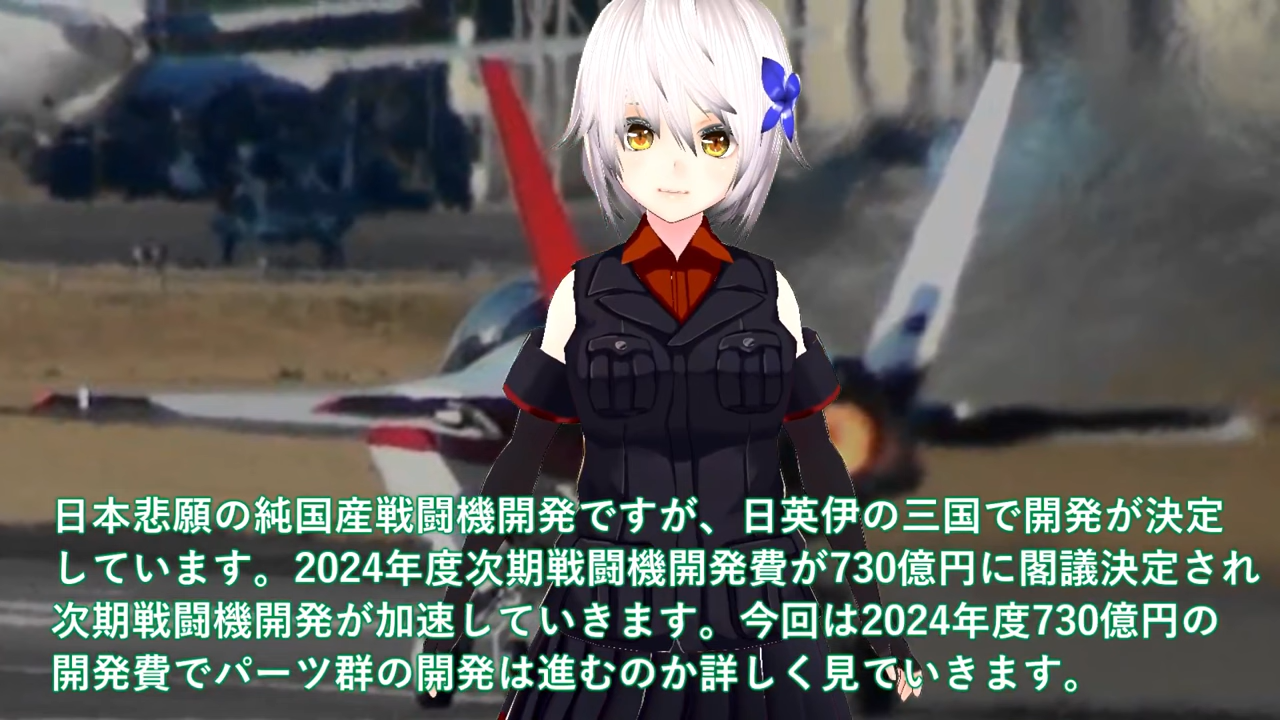 日本悲願の純国産戦闘機開発ですが、日英伊の三国で開発が決定
しています。2024年度次期戦闘機開発費が730億円に閣議決定され
次期戦闘機開発が加速していきます。今回は2024年度730億円の
開発費でパーツ群の開発は進むのか詳しく見ていきます。